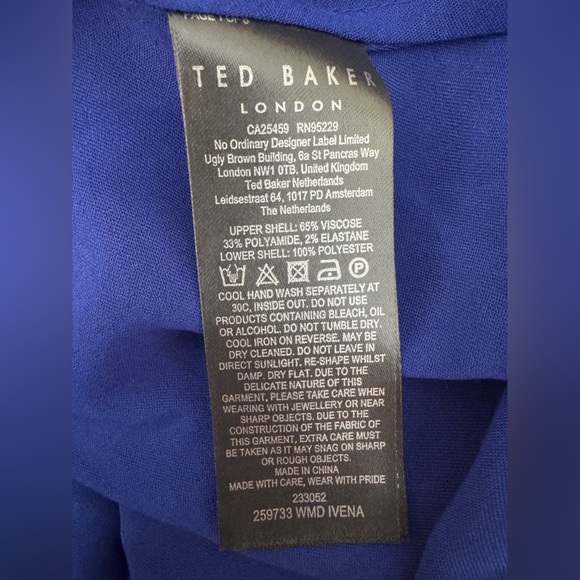 PAGE 1 OF 8
TED BAKER
LONDON
CA25459 RN95229
No Ordinary Designer Label Limited
Ugly Brown Building, 6a St Pancras Way
London NW1 0TB. United Kingdom
Ted Baker Netherlands
Leidsestraat 64, 1017 PD Amsterdam
The Netherlands
UPPER SHELL: 65% VISCOSE
33% POLYAMIDE, 2% ELASTANE
LOWER SHELL: 100% POLYESTER
COOL HAND WASH SEPARATELY AT
30C, INSIDE OUT. DO NOT USE
PRODUCTS CONTAINING BLEACH, OIL
OR ALCOHOL. DO NOT TUMBLE DRY.
COOL IRON ON REVERSE. MAY BE
DRY CLEANED. DO NOT LEAVE IN
DIRECT SUNLIGHT. RE-SHAPE WHILST
DAMP. DRY FLAT. DUE TO THE
DELICATE NATURE OF THIS
GARMENT, PLEASE TAKE CARE WHEN
WEARING WITH JEWELLERY OR NEAR
SHARP OBJECTS. DUE TO THE
CONSTRUCTION OF THE FABRIC OF
THIS GARMENT, EXTRA CARE MUST
BE TAKEN AS IT MAY SNAG ON SHARP
OR ROUGH OBJECTS.
MADE IN CHINA
MADE WITH CARE, WEAR WITH PRIDE
233052
259733 WMD IVENA